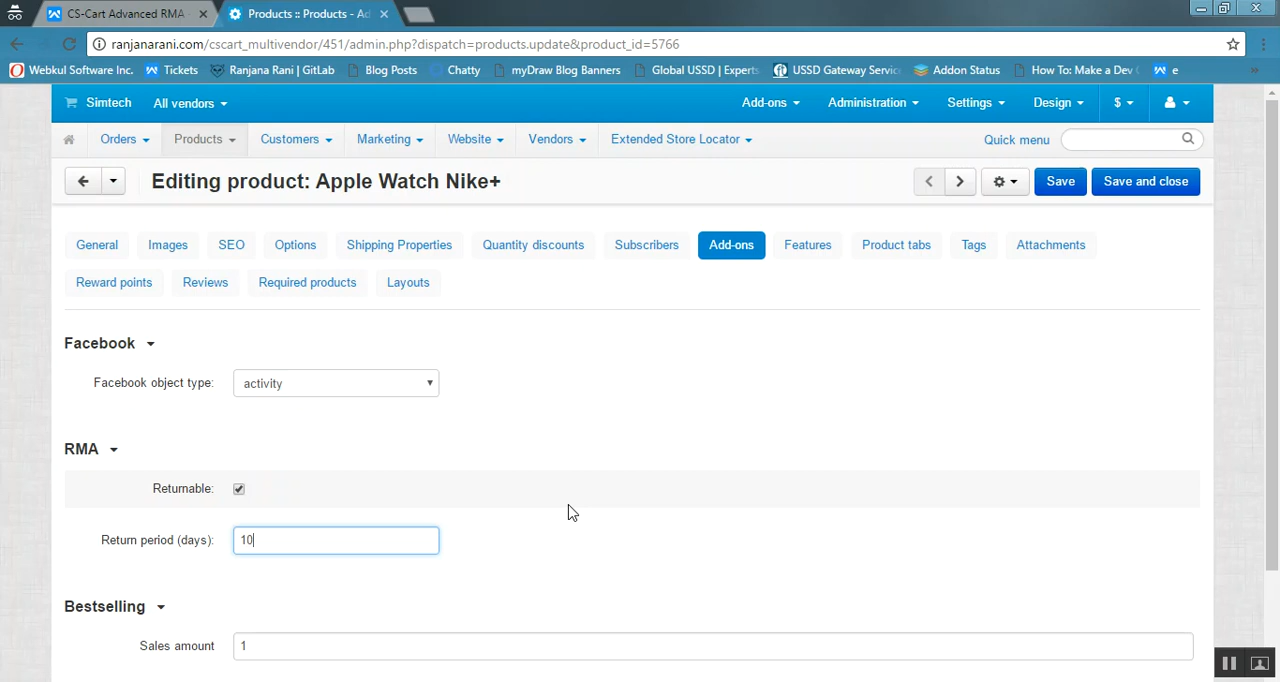 CS-Cart Advanced RMA
Products :: Products - Ad
ranjanarani.com/cscart_multivendor/451/admin.php?dispatch=products.update&product_id=5766
Webkul Software Inc. Tickets Ranjana Rani | GitLab Blog Posts Chatty myDraw Blog Banners Global USSD | Experts USSD Gateway Servic Addon Status How To: Make a Dev e
Simtech All vendors Add-ons Administration Settings Design $
Orders Products Customers Marketing Website Vendors Extended Store Locator Quick menu
Editing product: Apple Watch Nike+ Save Save and close
General Images SEO Options Shipping Properties Quantity discounts Subscribers Add-ons Features Product tabs Tags Attachments
Reward points Reviews Required products Layouts
Facebook
Facebook object type: activity
RMA
Returnable:
Return period (days): 10
Bestselling
Sales amount 1